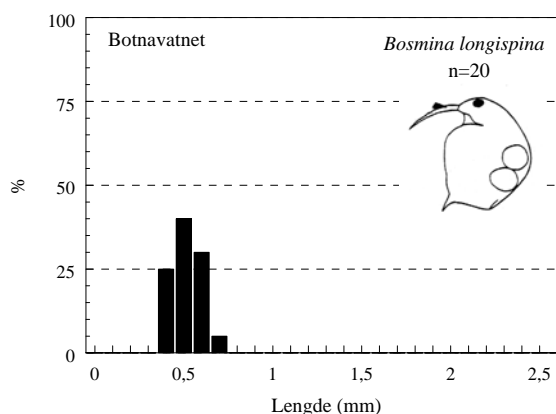 100
Botnavatnet
Bosmina longispina
n=20
75
50
%
25
0
0 0,5 1 1,5 2 2,5
Lengde (mm)